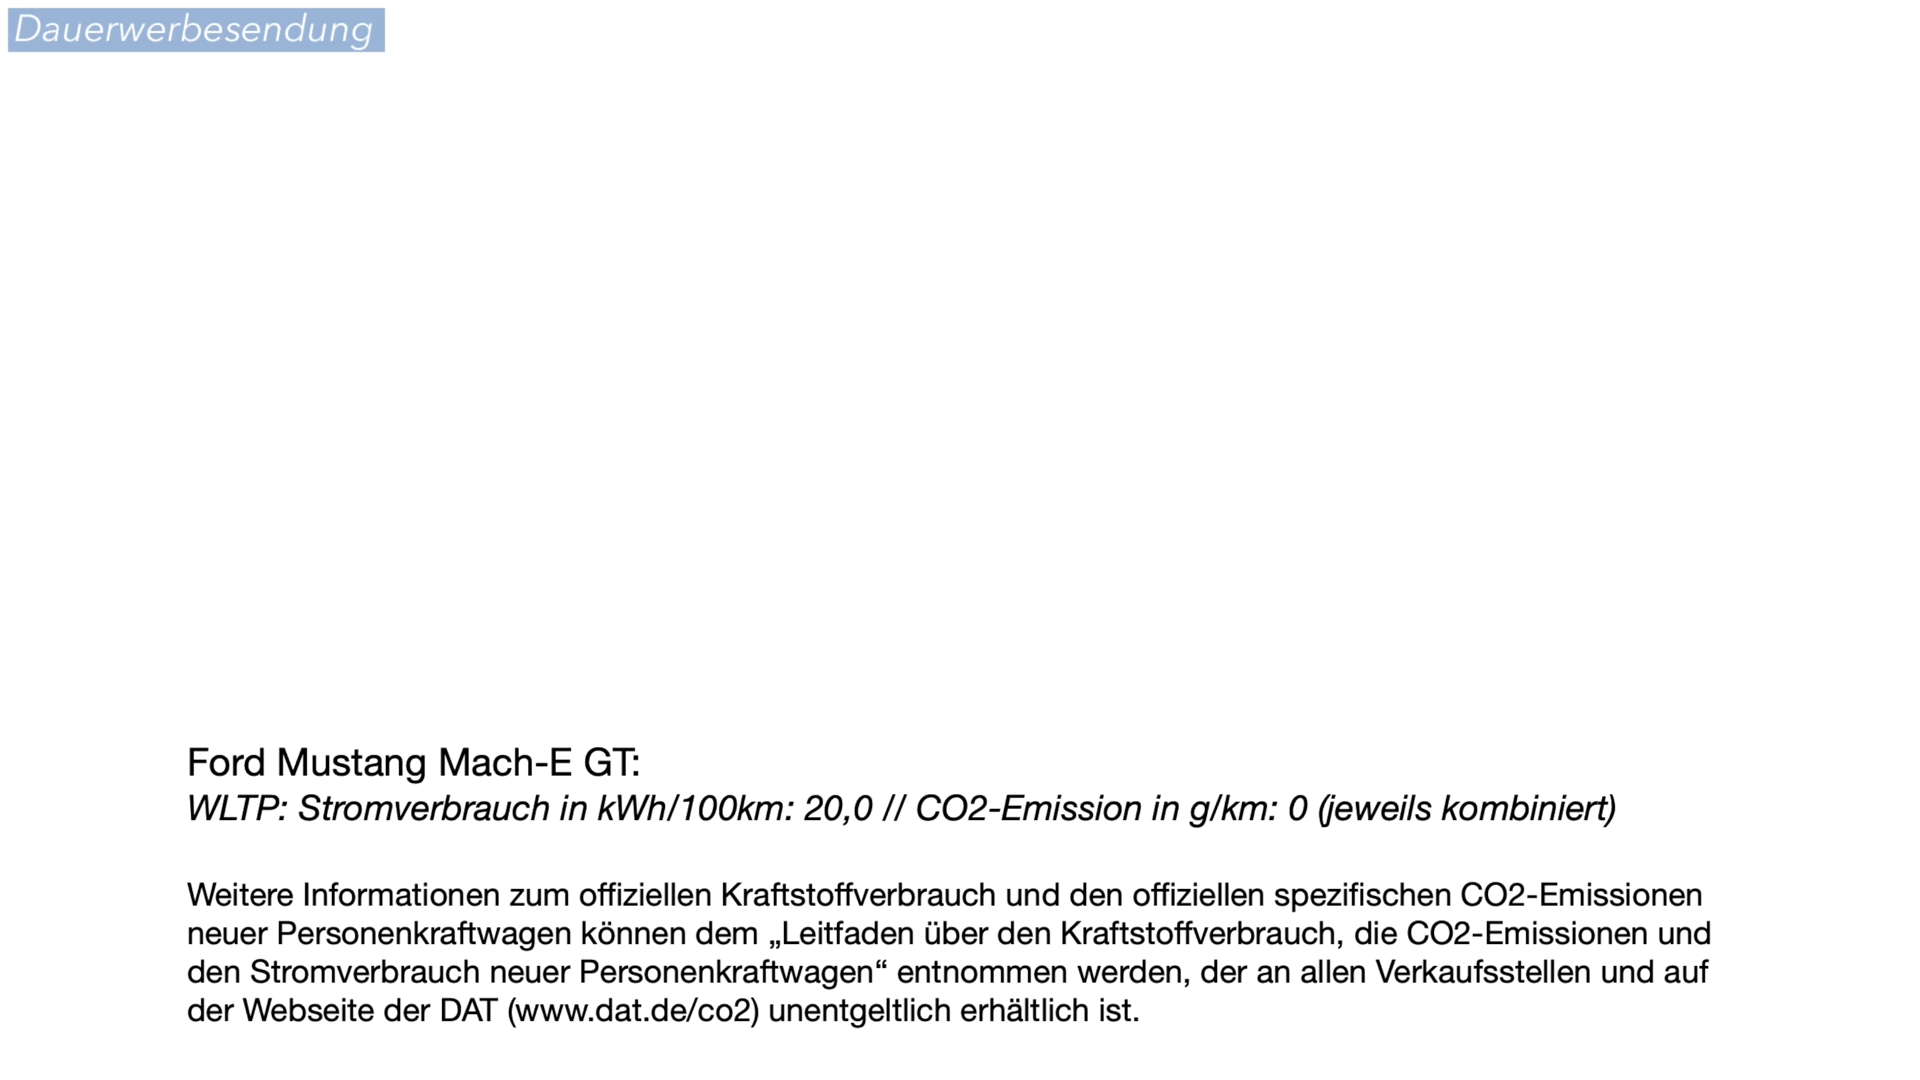 Dauerwerbesendung
Ford Mustang Mach-E GT:
WLTP: Stromverbrauch in kWh/100km: 20,0 // CO2-Emission in g/km: 0 (jeweils kombiniert)
Weitere Informationen zum offiziellen Kraftstoffverbrauch und den offiziellen spezifischen CO2-Emissionen
neuer Personenkraftwagen können dem „Leitfaden über den Kraftstoffverbrauch, die CO2-Emissionen und
den Stromverbrauch neuer Personenkraftwagen“ entnommen werden, der an allen Verkaufsstellen und auf
der Webseite der DAT (www.dat.de/co2) unentgeltlich erhältlich ist.